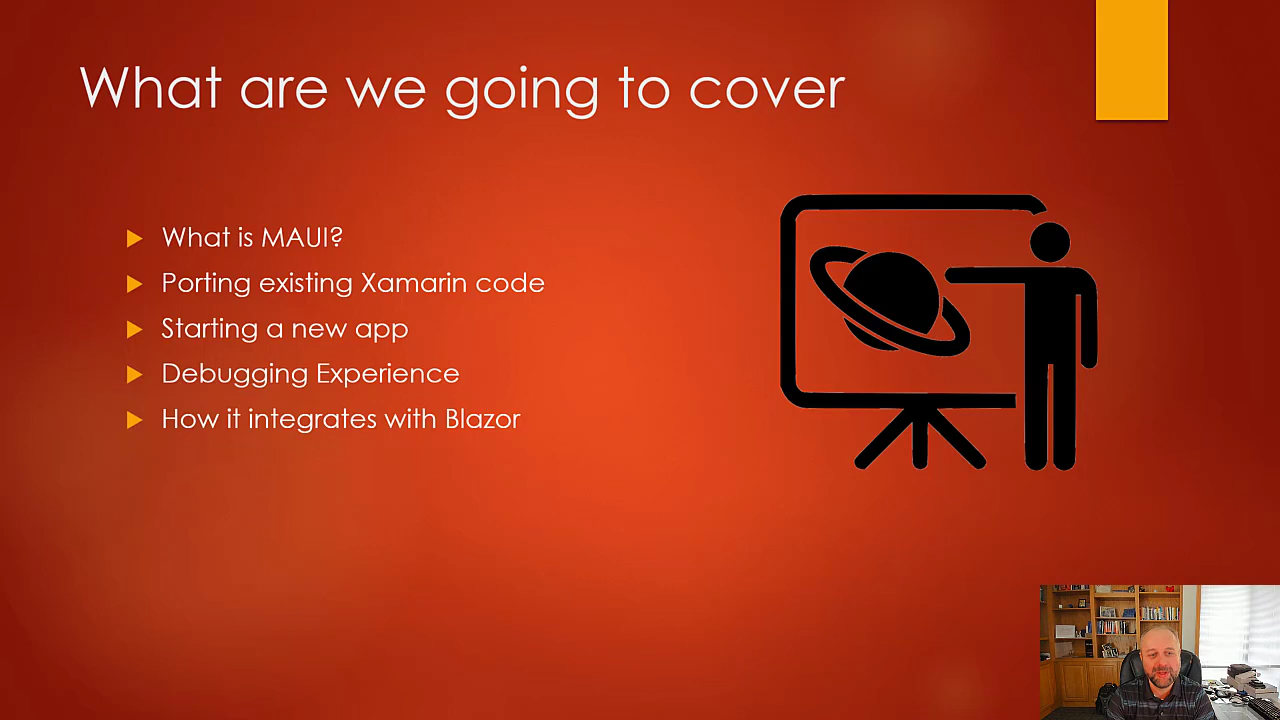 What are we going to cover
What is MAUI?
Porting existing Xamarin code
Starting a new app
Debugging Experience
How it integrates with Blazor